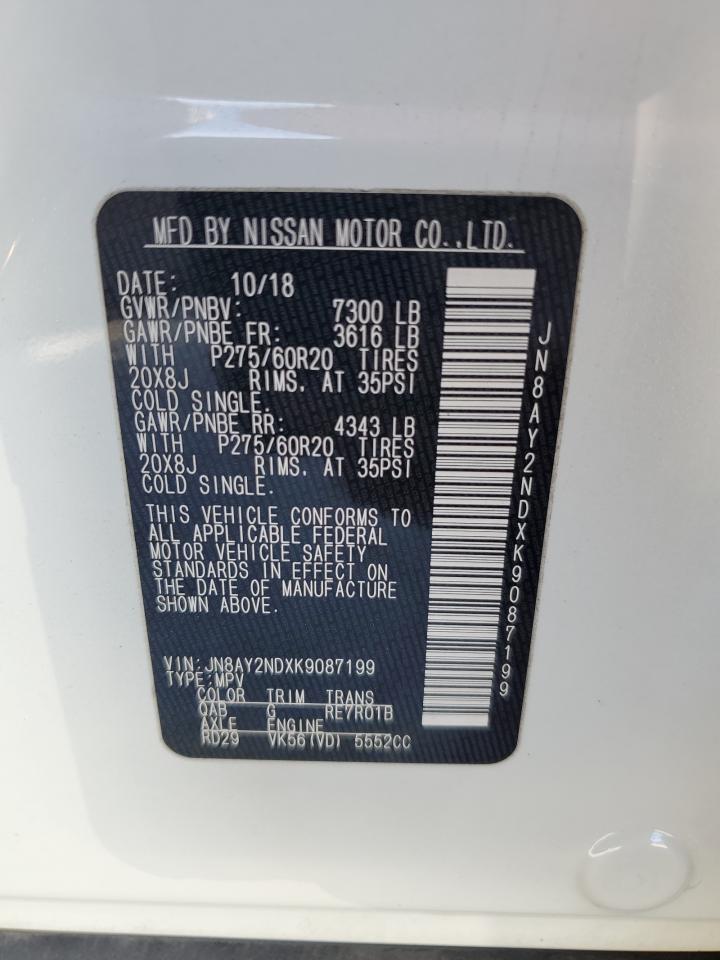 MFD BY NISSAN MOTOR CO.,LTD.
DATE: 10/18
GVWR/PNBV: 7300 LB
GAWR/PNBE FR: 3616 LB
WITH P275/60R20 TIRES
20X8J RIMS, AT 35PSI
COLD SINGLE.
GAWR/PNBE RR: 4343 LB
WITH P275/60R20 TIRES
20X8J RIMS, AT 35PSI
COLD SINGLE.
THIS VEHICLE CONFORMS TO
ALL APPLICABLE FEDERAL
MOTOR VEHICLE SAFETY
STANDARDS IN EFFECT ON
THE DATE OF MANUFACTURE
SHOWN ABOVE.
VIN:JN8AY2NDXK9087199
TYPE:MPV
COLOR TRIM TRANS
QAB G RE7R01B
AXLE ENGINE
RD29 VK56(VD) 5552CC
JN8AY2NDXK9087199